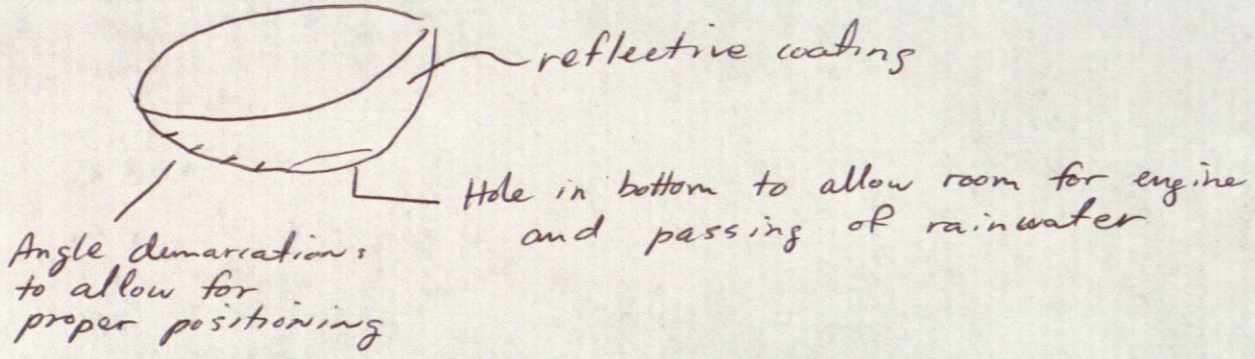 reflective coating
Hole in bottom to allow room for engine
and passing of rainwater
Angle demarcations
to allow for
proper positioning